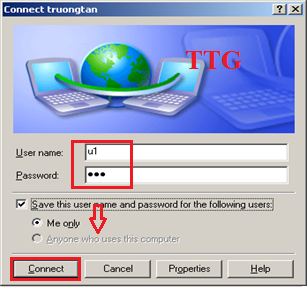 Connect truongtan
TTG
User name: u1
Password: ●●●
Save this user name and password for the following users:
Me only
Anyone who uses this computer
Connect Cancel Properties Help